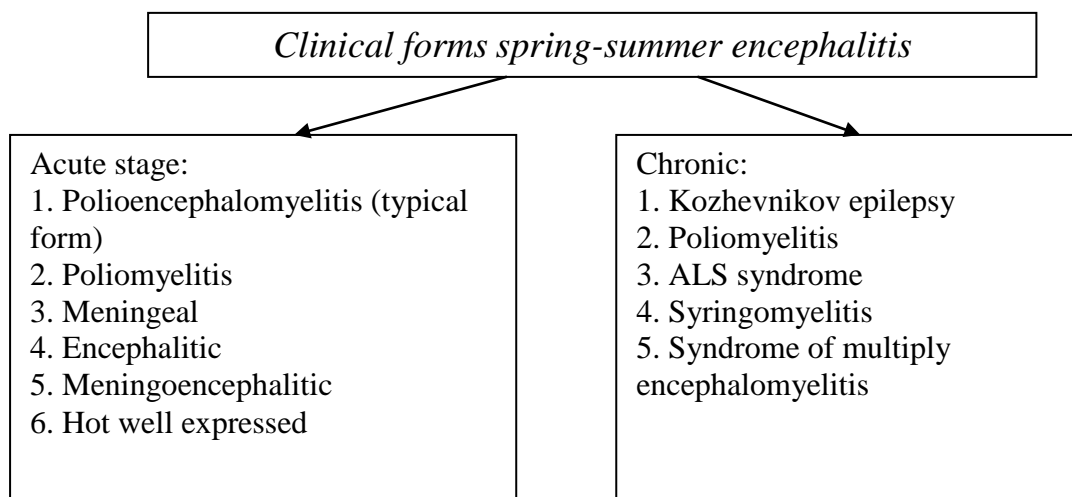 Clinical forms spring-summer encephalitis
Acute stage:
1. Polioencephalomyelitis (typical
form)
2. Poliomyelitis
3. Meningeal
4. Encephalitic
5. Meningoencephalitic
6. Hot well expressed
Chronic:
1. Kozhevnikov epilepsy
2. Poliomyelitis
3. ALS syndrome
4. Syringomyelitis
5. Syndrome of multiply
encephalomyelitis